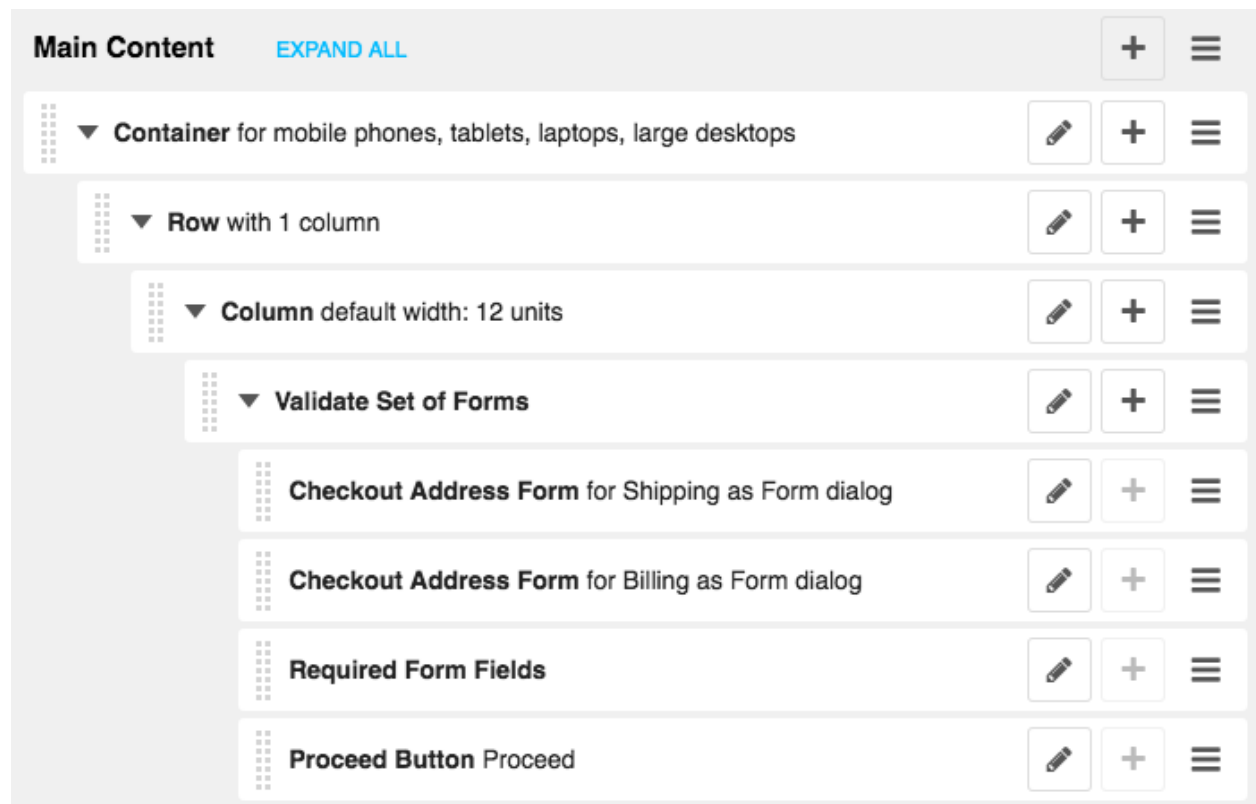 Main Content EXPAND ALL
Container for mobile phones, tablets, laptops, large desktops
Row with 1 column
Column default width: 12 units
Validate Set of Forms
Checkout Address Form for Shipping as Form dialog
Checkout Address Form for Billing as Form dialog
Required Form Fields
Proceed Button Proceed